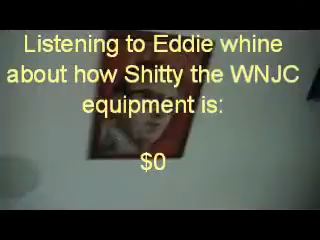 Listening to Eddie whine
about how Shitty the WNJC
equipment is:
$0